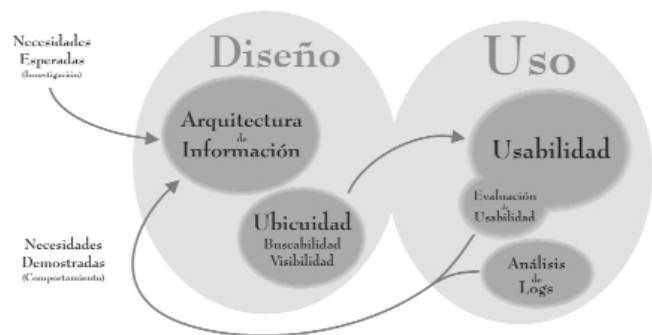 Necesidades
Esperadas
(Investigación)
Diseño
Uso
Arquitectura
de
Información
Usabilidad
Evaluación
de
Usabilidad
Ubicuidad
Buscabilidad
Visibilidad
Necesidades
Demostradas
(Comportamiento)
Análisis
de
Logs